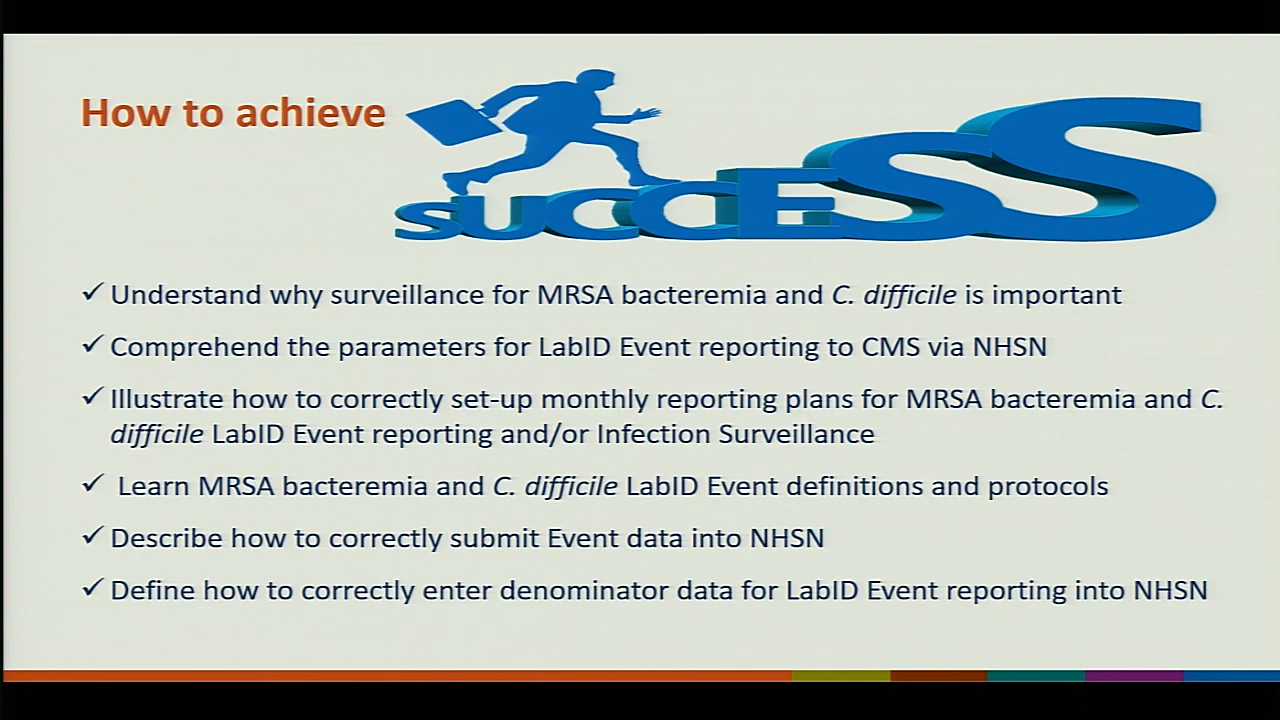 How to achieve
SUCCESS
✓ Understand why surveillance for MRSA bacteremia and C. difficile is important
✓ Comprehend the parameters for LabID Event reporting to CMS via NHSN
✓ Illustrate how to correctly set-up monthly reporting plans for MRSA bacteremia and C.
difficile LabID Event reporting and/or Infection Surveillance
✓ Learn MRSA bacteremia and C. difficile LabID Event definitions and protocols
✓ Describe how to correctly submit Event data into NHSN
✓ Define how to correctly enter denominator data for LabID Event reporting into NHSN